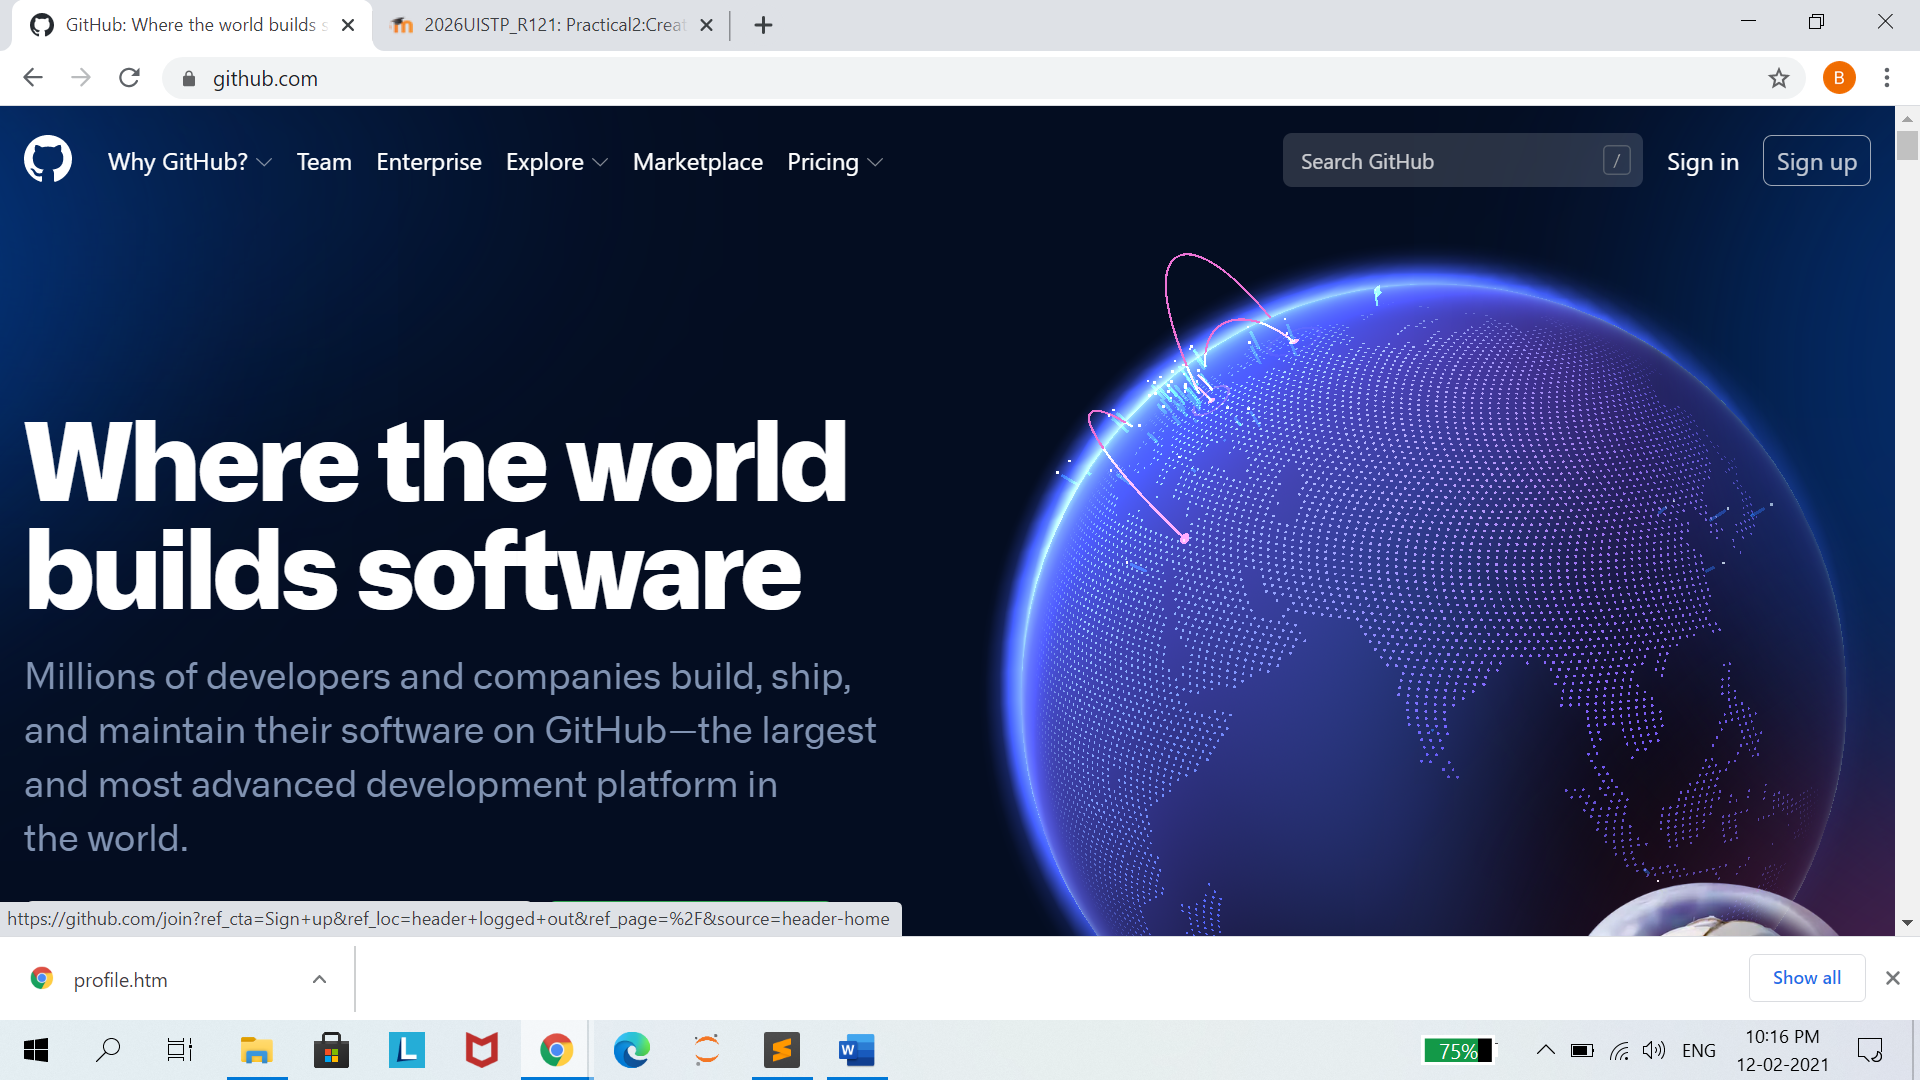 GitHub: Where the world builds s
2026UISTP_R121: Practical2:Creat
github.com
B
Why GitHub? Team Enterprise Explore Marketplace Pricing
Search GitHub /
Sign in
Sign up
Where the world
builds software
Millions of developers and companies build, ship,
and maintain their software on GitHub—the largest
and most advanced development platform in
the world.
https://github.com/join?ref_cta=Sign+up&ref_loc=header+logged+out&ref_page=%2F&source=header-home
profile.htm
Show all
L
S
W
75%
ENG
10:16 PM
12-02-2021